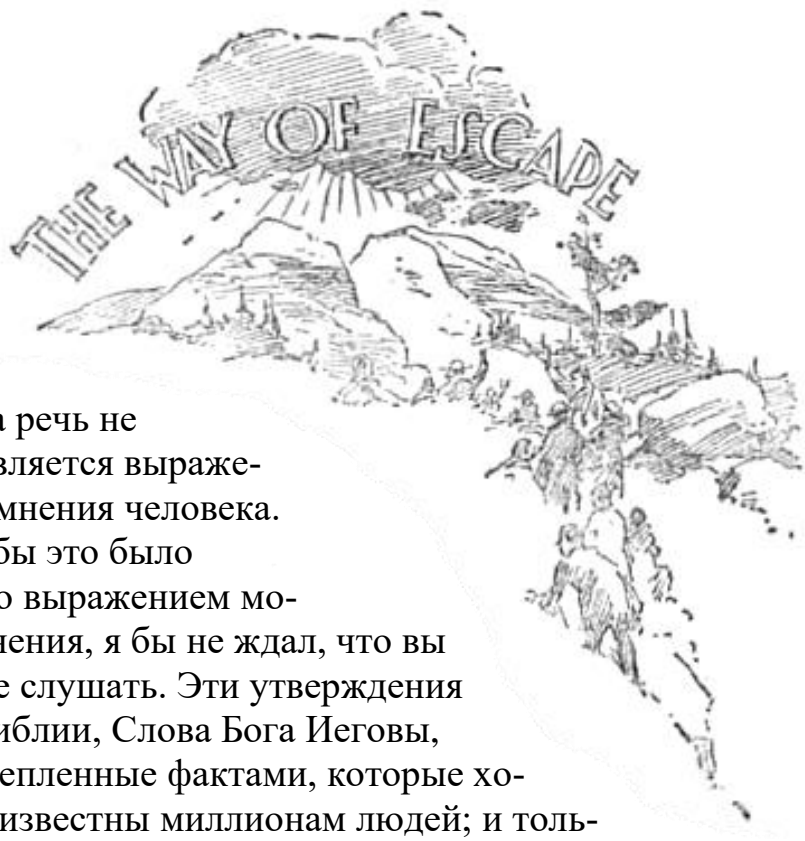 THE WAY OF ESCAPE
а речь не
вляется выраже-
мнения человека.
бы это было
о выражением мо-
нения, я бы не ждал, что вы
е слушать. Эти утверждения
иблии, Слова Бога Иеговы,
епленные фактами, которые хо-
известны миллионам людей; и толь-